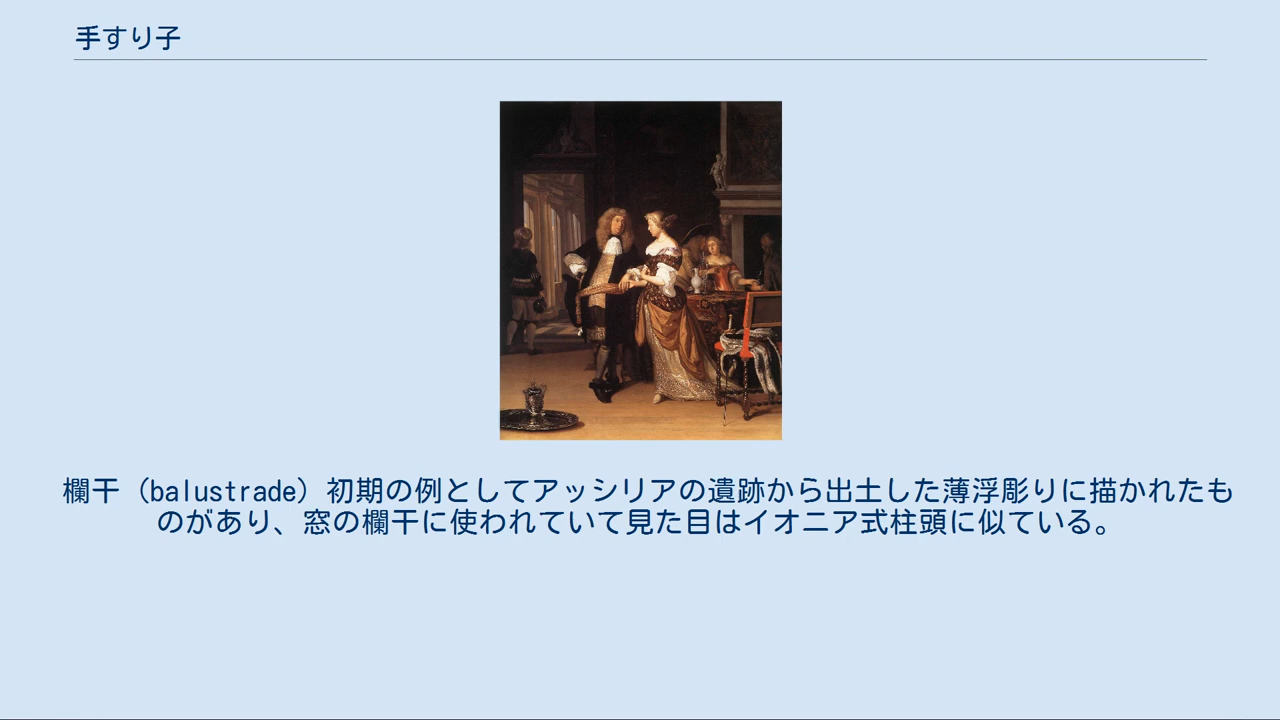 手すり子
欄干（balustrade）初期の例としてアッシリアの遺跡から出土した薄浮彫りに描かれたも
のがあり、窓の欄干に使われていて見た目はイオニア式柱頭に似ている。